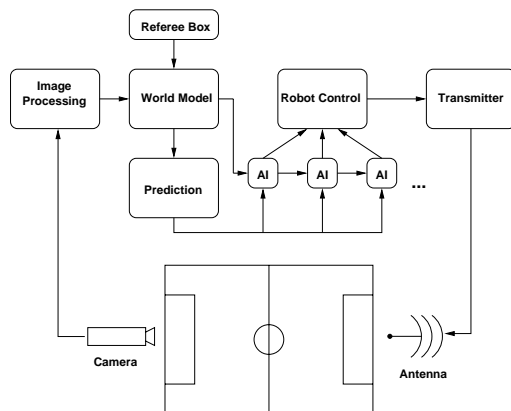 Referee Box
Image
Processing
World Model
Robot Control
Transmitter
Prediction
AI
AI
AI
...
Camera
Antenna